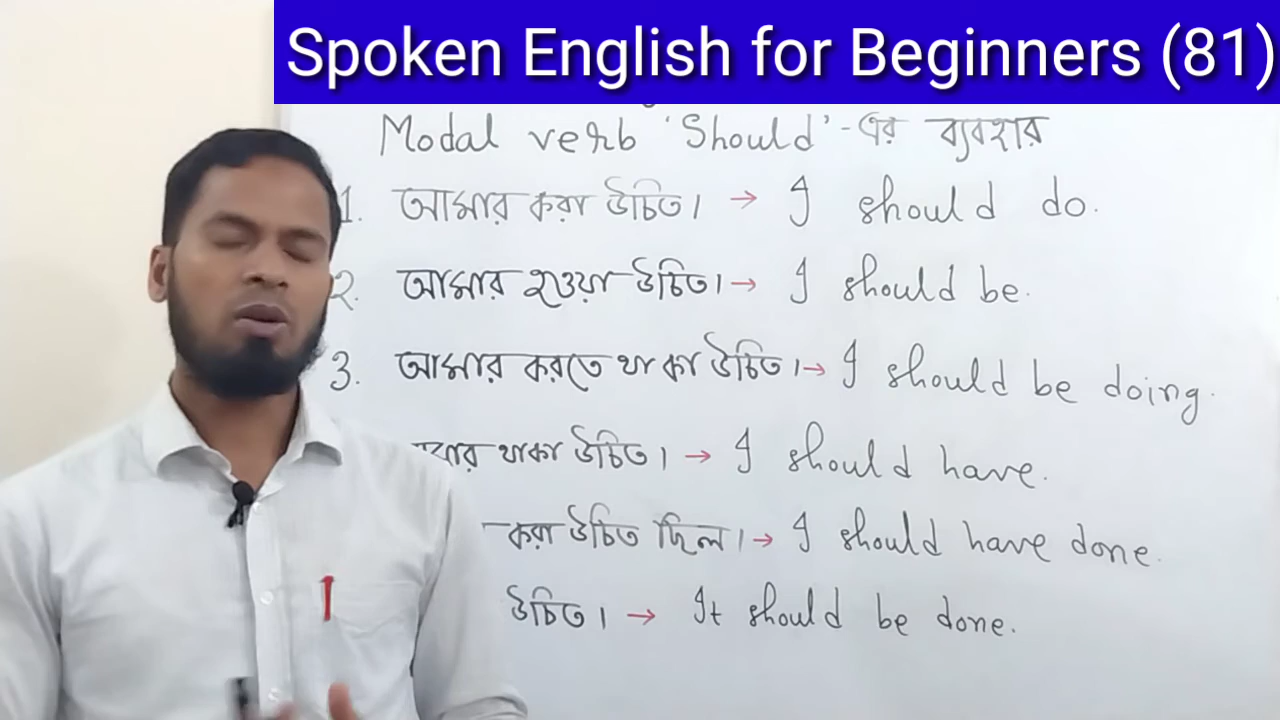 Spoken English for Beginners (81)
Modal verb 'Should'-এর ব্যবহার
1. আমার করা উচিত। → I should do.
2. আমার হওয়া উচিত। → I should be.
3. আমার করতে থাকা উচিত। → I should be doing.
থাকা উচিত। → I should have.
করা উচিত ছিল। → I should have done.
উচিত। → It should be done.